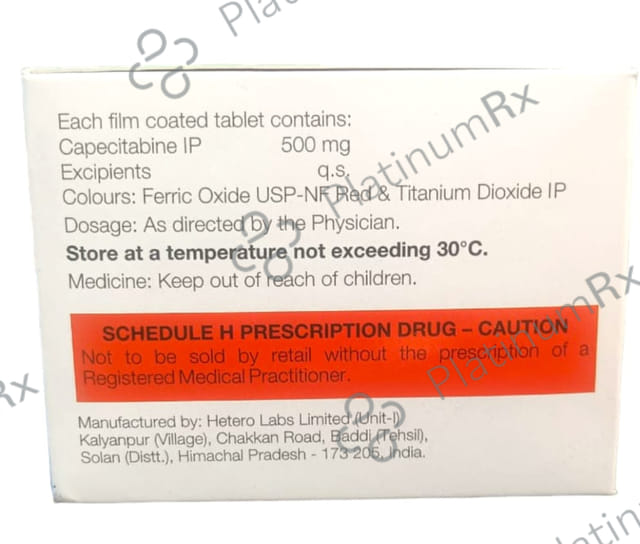 PlatinumRx
Each film coated tablet contains:
Capecitabine IP 500 mg
Excipients q.s.
Colours: Ferric Oxide USP-NF Red & Titanium Dioxide IP
Dosage: As directed by the Physician.
Store at a temperature not exceeding 30°C.
Medicine: Keep out of reach of children.
PlatinumRx
SCHEDULE H PRESCRIPTION DRUG – CAUTION
Not to be sold by retail without the prescription of a
Registered Medical Practitioner.
PlatinumRx
Rx
Manufactured by: Hetero Labs Limited (Unit-I)
Kalyanpur (Village), Chakkan Road, Baddi (Tehsil),
Solan (Distt.), Himachal Pradesh - 173 205, India.